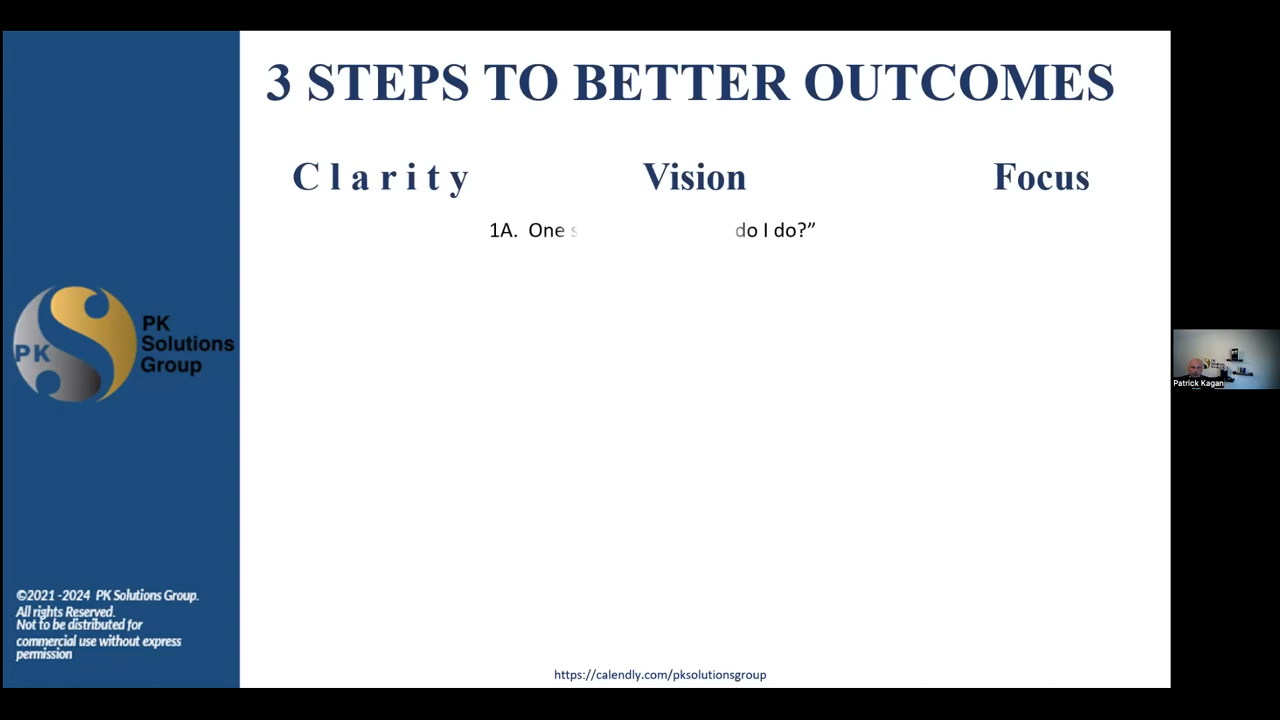 3 STEPS TO BETTER OUTCOMES
Clarity Vision Focus
1A. One do I do?”
PK
PK
Solutions
Group
Patrick Kagan
©2021 -2024 PK Solutions Group.
All rights Reserved.
Not to be distributed for
commercial use without express
permission
https://calendly.com/pksolutionsgroup